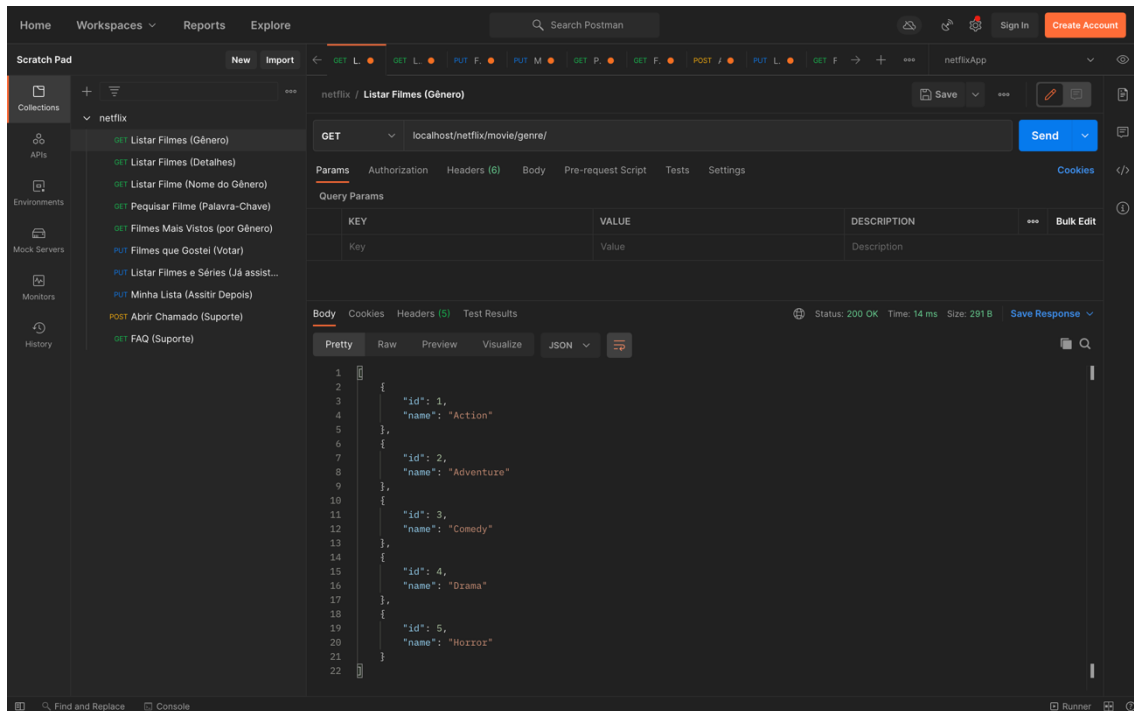 Home Workspaces Reports Explore Search Postman Sign In Create Account
Scratch Pad New Import GET L. GET L. PUT F. PUT M GET P. GET F. POST PUT L. GET F netflixApp
Collections
APIs
Environments
Mock Servers
Monitors
History
netflix
GET Listar Filmes (Gênero)
GET Listar Filmes (Detalhes)
GET Listar Filme (Nome do Gênero)
GET Pequisar Filme (Palavra-Chave)
GET Filmes Mais Vistos (por Gênero)
PUT Filmes que Gostei (Votar)
PUT Listar Filmes e Séries (Já assist...
PUT Minha Lista (Assitir Depois)
POST Abrir Chamado (Suporte)
GET FAQ (Suporte)
netflix / Listar Filmes (Gênero) Save
GET localhost/netflix/movie/genre/ Send
Params Authorization Headers (6) Body Pre-request Script Tests Settings Cookies
Query Params
KEY VALUE DESCRIPTION Bulk Edit
Key Value Description
Body Cookies Headers (5) Test Results Status: 200 OK Time: 14 ms Size: 291 B Save Response
Pretty Raw Preview Visualize JSON
1 [
2 {
3 "id": 1,
4 "name": "Action"
5 },
6 {
7 "id": 2,
8 "name": "Adventure"
9 },
10 {
11 "id": 3,
12 "name": "Comedy"
13 },
14 {
15 "id": 4,
16 "name": "Drama"
17 },
18 {
19 "id": 5,
20 "name": "Horror"
21 }
22 ]
Find and Replace Console Runner